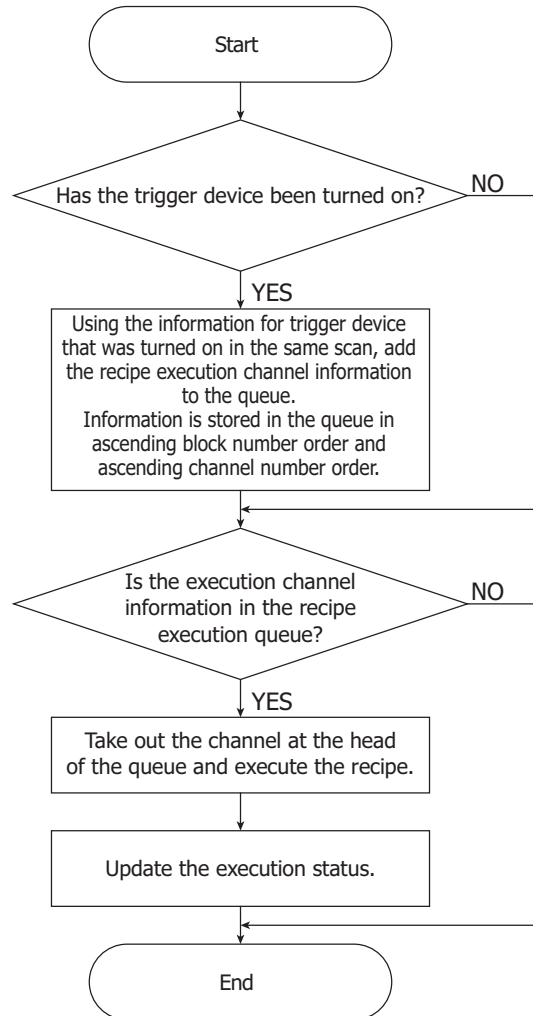 Start
Has the trigger device been turned on?
NO
YES
Using the information for trigger device
that was turned on in the same scan, add
the recipe execution channel information
to the queue.
Information is stored in the queue in
ascending block number order and
ascending channel number order.
Is the execution channel
information in the recipe
execution queue?
NO
YES
Take out the channel at the head
of the queue and execute the recipe.
Update the execution status.
End